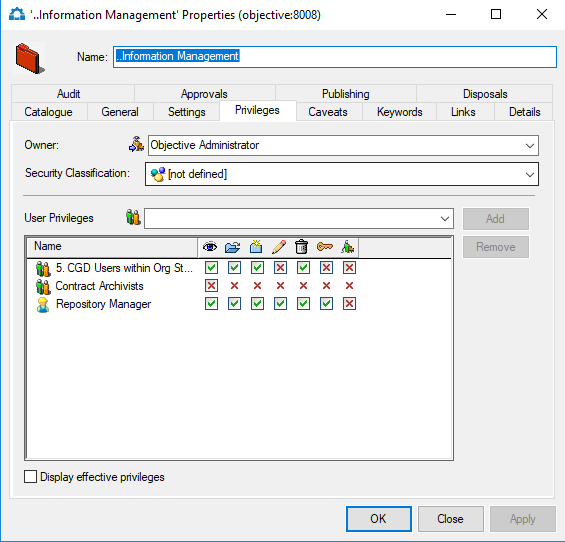 '..Information Management' Properties (objective:8008)
Name: ..Information Management
Audit Approvals Publishing Disposals
Catalogue General Settings Privileges Caveats Keywords Links Details
Owner: Objective Administrator
Security Classification: [not defined]
User Privileges Add
Remove
Name
5. CGD Users within Org St...
Contract Archivists
Repository Manager
Display effective privileges
OK Close Apply